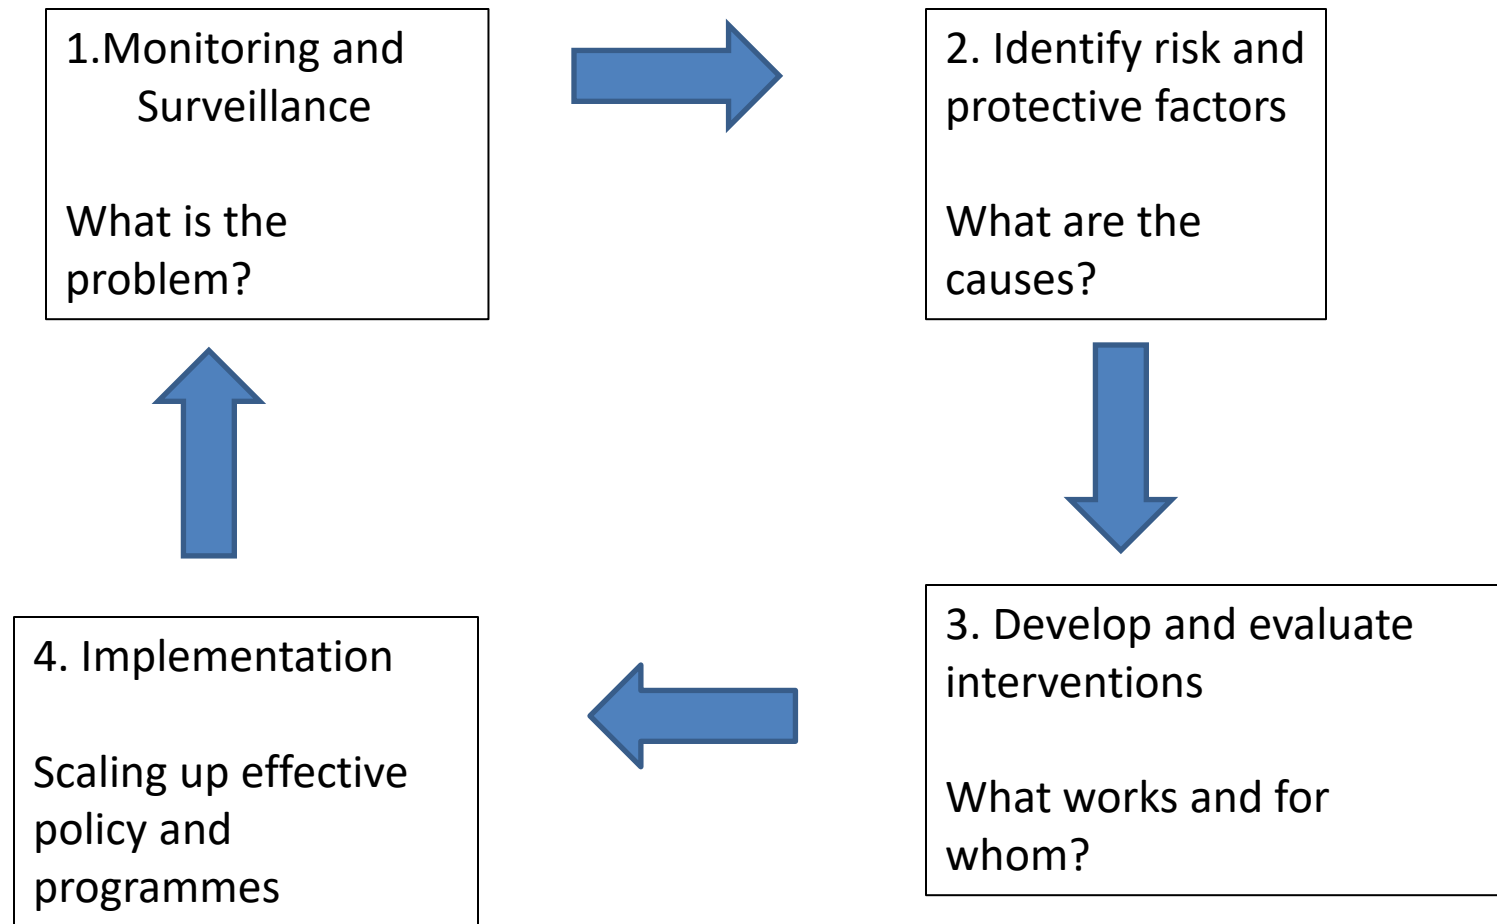 1.Monitoring and
Surveillance
What is the
problem?
2. Identify risk and
protective factors
What are the
causes?
3. Develop and evaluate
interventions
What works and for
whom?
4. Implementation
Scaling up effective
policy and
programmes